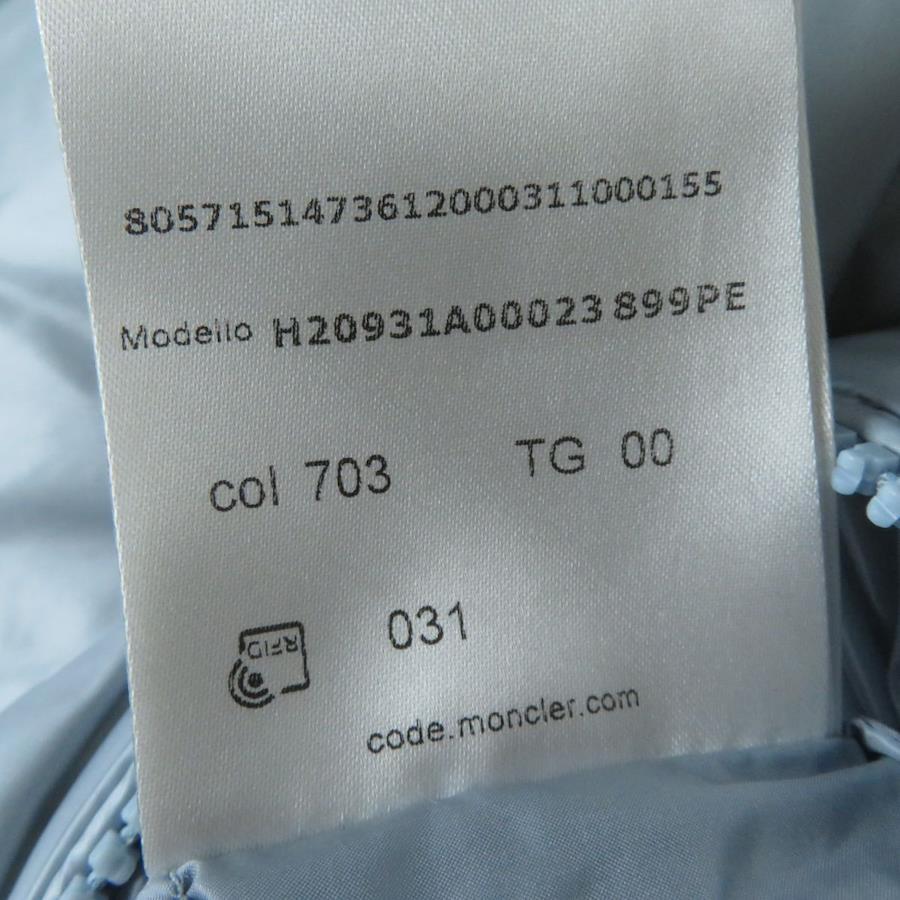 8057151473612000311000155
Modello H20931A00023 899PE
col 703 TG 00
RFID 031
code.moncler.com